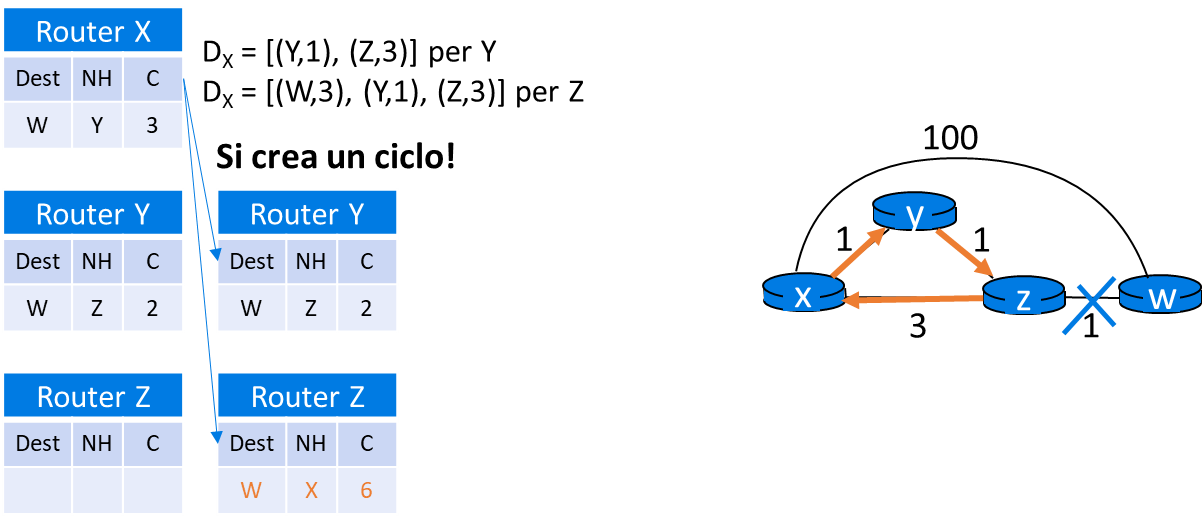 Router X
Dest NH C
W Y 3
D_X = [(Y,1), (Z,3)] per Y
D_X = [(W,3), (Y,1), (Z,3)] per Z
Si crea un ciclo!
Router Y
Dest NH C
W Z 2
Router Y
Dest NH C
W Z 2
Router Z
Dest NH C
Router Z
Dest NH C
W X 6
100
y
1
1
x
z
w
3
1